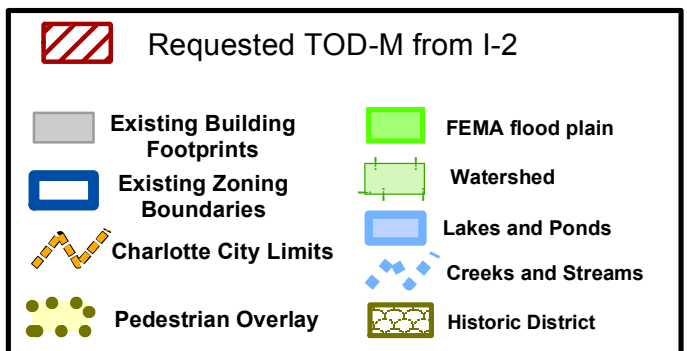 Requested TOD-M from I-2
Existing Building
Footprints
Existing Zoning
Boundaries
Charlotte City Limits
Pedestrian Overlay
FEMA flood plain
Watershed
Lakes and Ponds
Creeks and Streams
Historic District